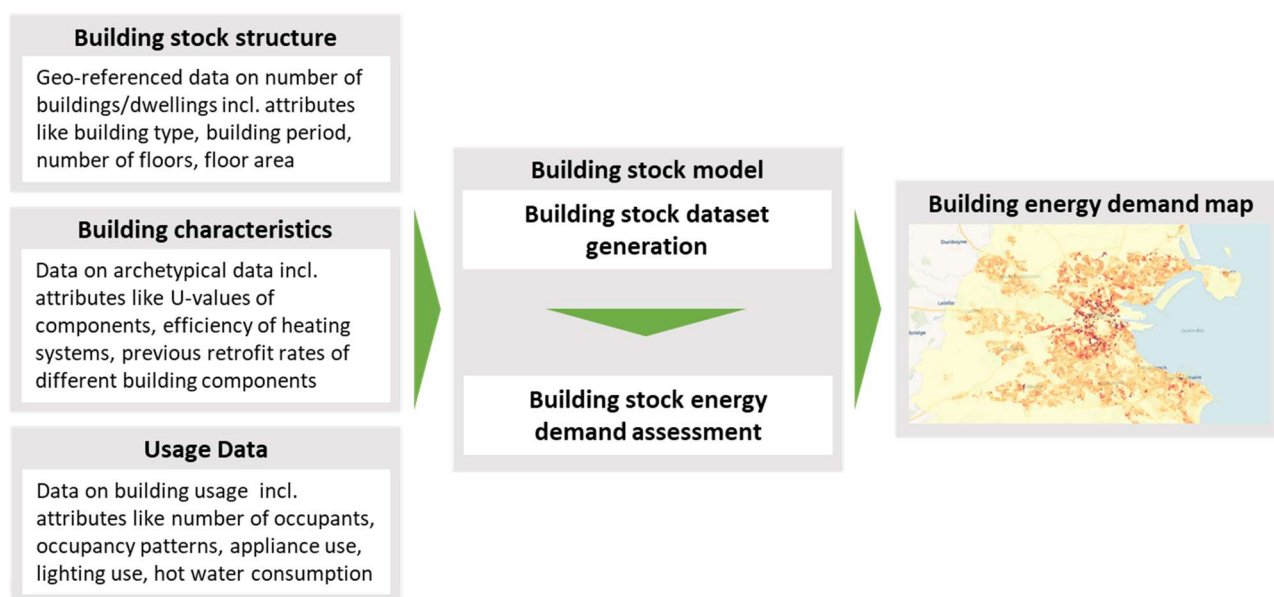 Building stock structure
Geo-referenced data on number of
buildings/dwellings incl. attributes
like building type, building period,
number of floors, floor area
Building characteristics
Data on archetypical data incl.
attributes like U-values of
components, efficiency of heating
systems, previous retrofit rates of
different building components
Usage Data
Data on building usage incl.
attributes like number of occupants,
occupancy patterns, appliance use,
lighting use, hot water consumption
Building stock model
Building stock dataset
generation
Building stock energy
demand assessment
Building energy demand map
Dunboyne